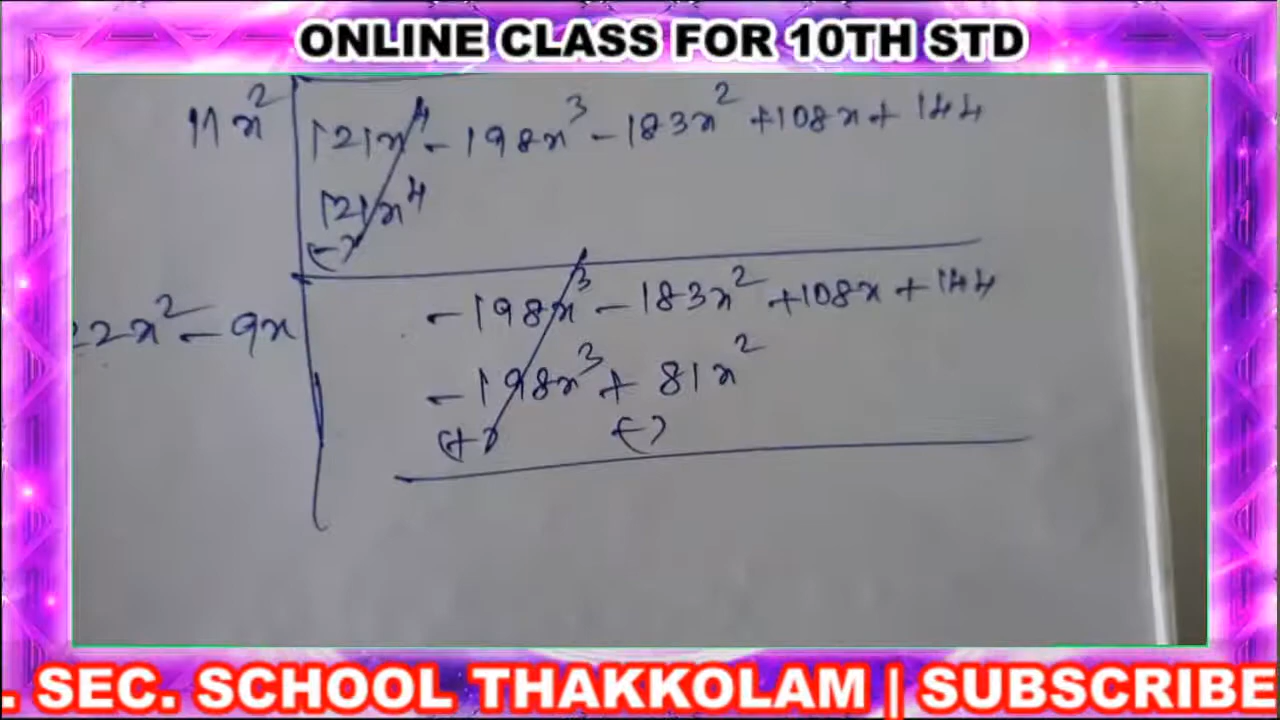 ONLINE CLASS FOR 10TH STD
11x² | 121x⁴ - 198x³ - 183x² + 108x + 144
121x⁴
(-)
22x² - 9x | -198x³ - 183x² + 108x + 144
-198x³ + 81x²
(+) (-)
. SEC. SCHOOL THAKKOLAM | SUBSCRIBE